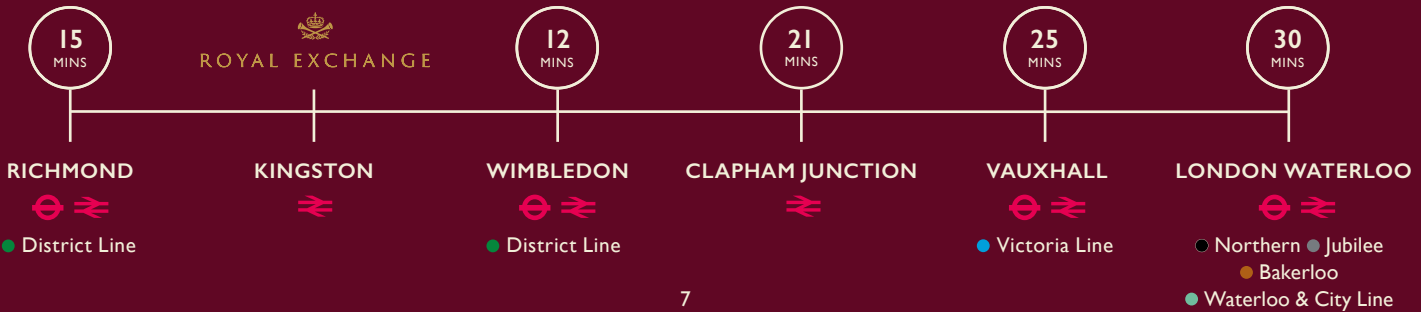 15
MINS
ROYAL EXCHANGE
12
MINS
21
MINS
25
MINS
30
MINS
RICHMOND
KINGSTON
WIMBLEDON
CLAPHAM JUNCTION
VAUXHALL
LONDON WATERLOO
District Line
District Line
Victoria Line
Northern Jubilee
Bakerloo
Waterloo & City Line
7